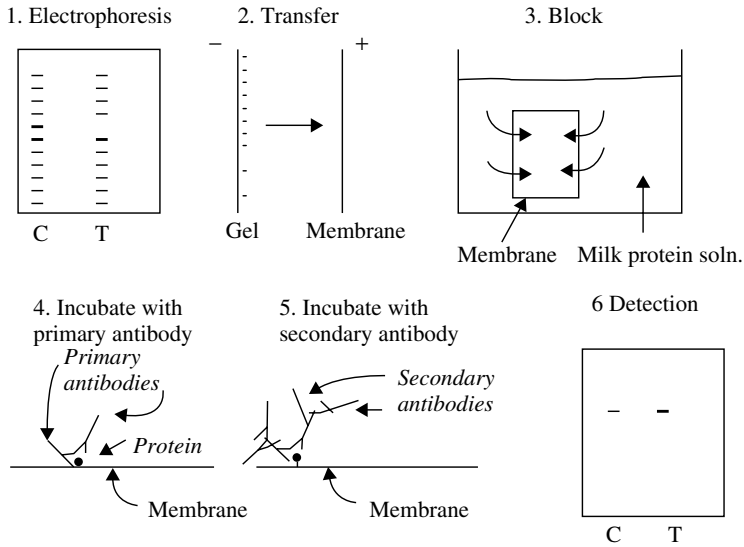 1. Electrophoresis
2. Transfer
3. Block
− +
C T
Gel Membrane
Membrane Milk protein soln.
4. Incubate with
primary antibody
Primary
antibodies
Protein
Membrane
5. Incubate with
secondary antibody
Secondary
antibodies
Membrane
6 Detection
C T